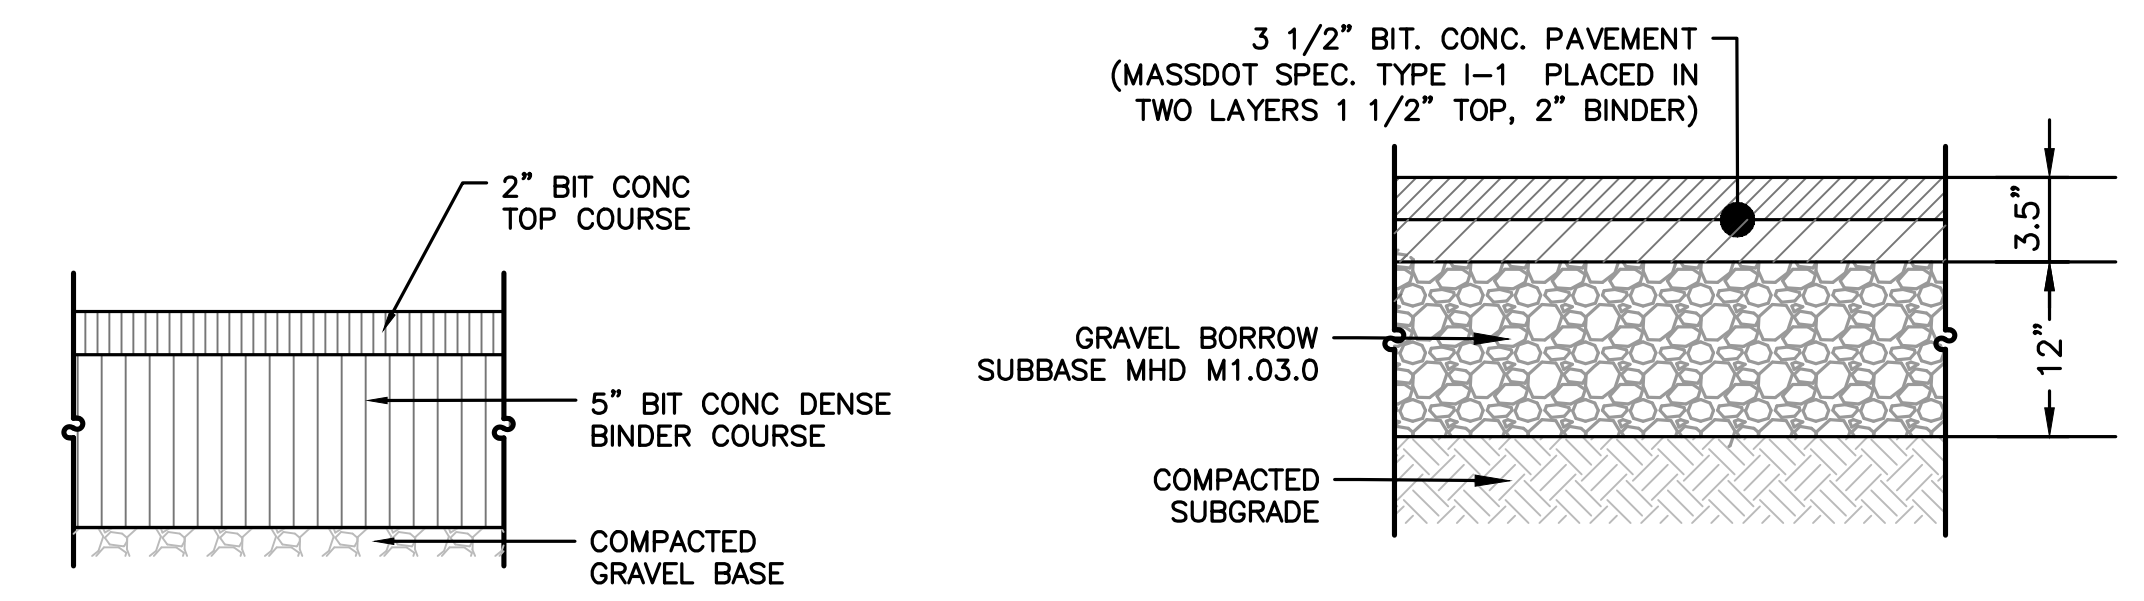 2” BIT CONC
TOP COURSE
5” BIT CONC DENSE
BINDER COURSE
COMPACTED
GRAVEL BASE
3 1/2” BIT. CONC. PAVEMENT
(MASSDOT SPEC. TYPE I-1 PLACED IN
TWO LAYERS 1 1/2” TOP, 2” BINDER)
3.5”
GRAVEL BORROW
SUBBASE MHD M1.03.0
12”
COMPACTED
SUBGRADE